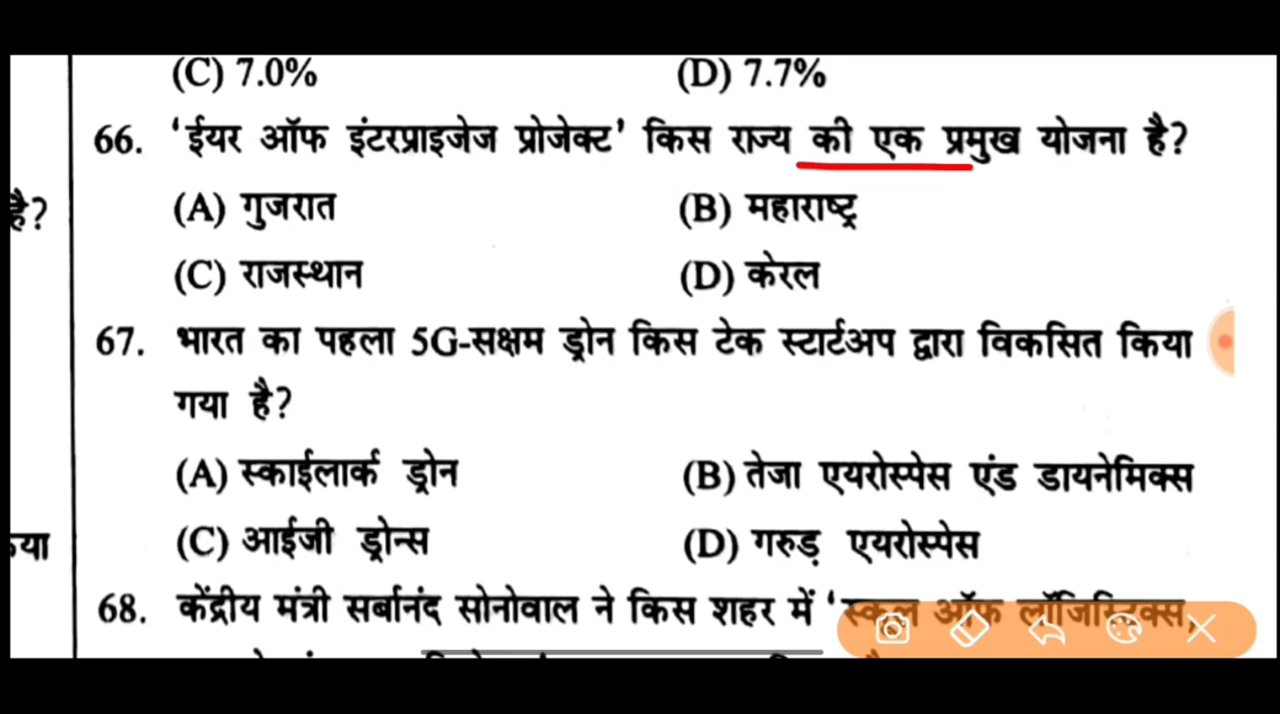 (C) 7.0% (D) 7.7%
66. 'ईयर ऑफ इंटरप्राइजेज प्रोजेक्ट' किस राज्य की एक प्रमुख योजना है?
है?
(A) गुजरात (B) महाराष्ट्र
(C) राजस्थान (D) केरल
67. भारत का पहला 5G-सक्षम ड्रोन किस टेक स्टार्टअप द्वारा विकसित किया
गया है?
(A) स्काईलार्क ड्रोन (B) तेजा एयरोस्पेस एंड डायनेमिक्स
(C) आईजी ड्रोन्स (D) गरुड़ एयरोस्पेस
68. केंद्रीय मंत्री सर्बानंद सोनोवाल ने किस शहर में 'स्कूल ऑफ लॉजिस्टिक्स,